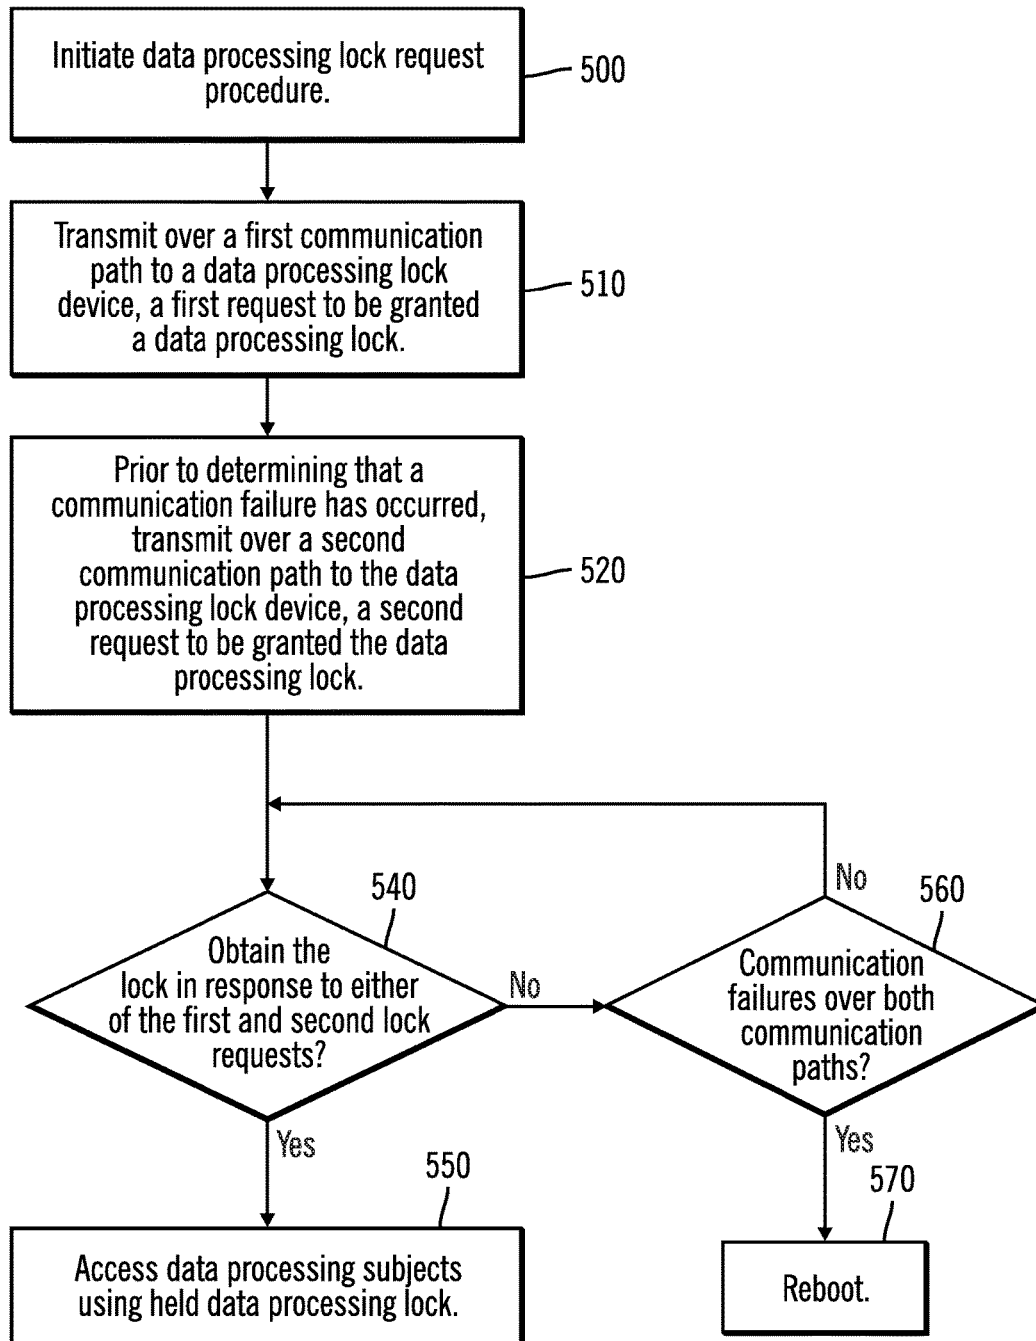 Initiate data processing lock request
procedure.
500
Transmit over a first communication
path to a data processing lock
device, a first request to be granted
a data processing lock.
510
Prior to determining that a
communication failure has occurred,
transmit over a second
communication path to the data
processing lock device, a second
request to be granted the data
processing lock.
520
540
Obtain the
lock in response to either
of the first and second lock
requests?
No
Yes
No
560
Communication
failures over both
communication
paths?
Yes
550
Access data processing subjects
using held data processing lock.
570
Reboot.